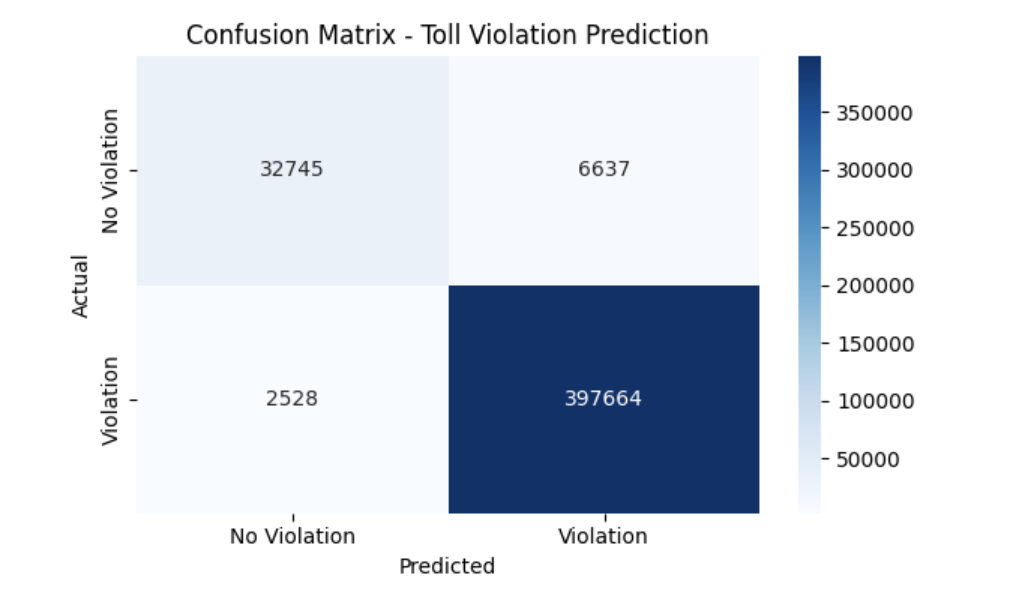 Confusion Matrix - Toll Violation Prediction
Actual
No Violation
Violation
32745
6637
2528
397664
No Violation
Violation
Predicted
350000
300000
250000
200000
150000
100000
50000